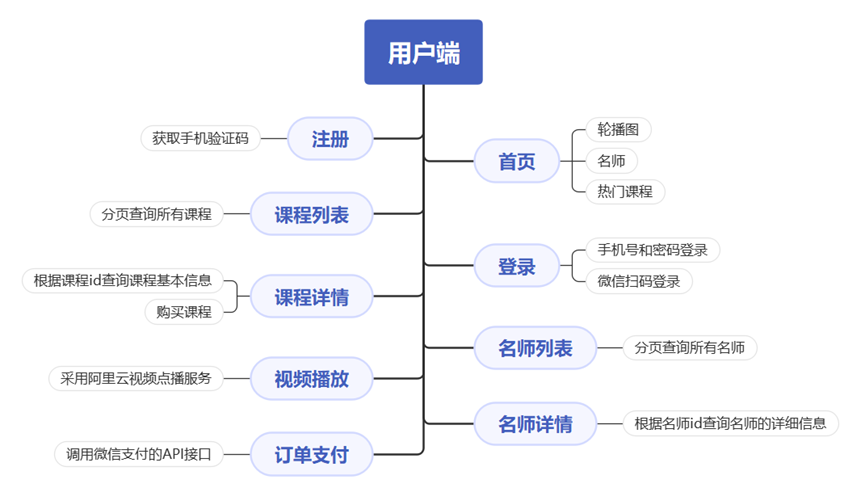 用户端
注册
获取手机验证码
课程列表
分页查询所有课程
课程详情
根据课程id查询课程基本信息
购买课程
视频播放
采用阿里云视频点播服务
订单支付
调用微信支付的API接口
首页
轮播图
名师
热门课程
登录
手机号和密码登录
微信扫码登录
名师列表
分页查询所有名师
名师详情
根据名师id查询名师的详细信息